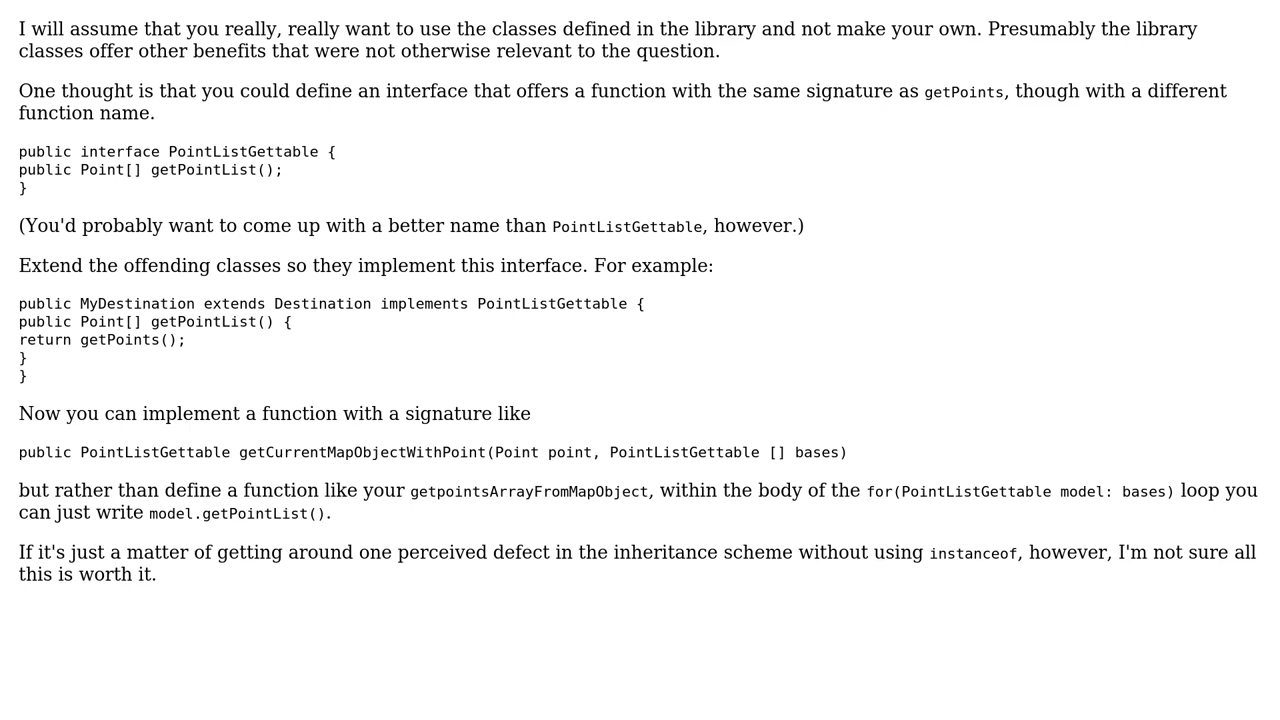 I will assume that you really, really want to use the classes defined in the library and not make your own. Presumably the library
classes offer other benefits that were not otherwise relevant to the question.
One thought is that you could define an interface that offers a function with the same signature as getPoints, though with a different
function name.
public interface PointListGettable {
public Point[] getPointList();
}
(You'd probably want to come up with a better name than PointListGettable, however.)
Extend the offending classes so they implement this interface. For example:
public MyDestination extends Destination implements PointListGettable {
public Point[] getPointList() {
return getPoints();
}
}
Now you can implement a function with a signature like
public PointListGettable getCurrentMapObjectWithPoint(Point point, PointListGettable [] bases)
but rather than define a function like your getpointsArrayFromMapObject, within the body of the for(PointListGettable model: bases) loop you
can just write model.getPointList().
If it's just a matter of getting around one perceived defect in the inheritance scheme without using instanceof, however, I'm not sure all
this is worth it.